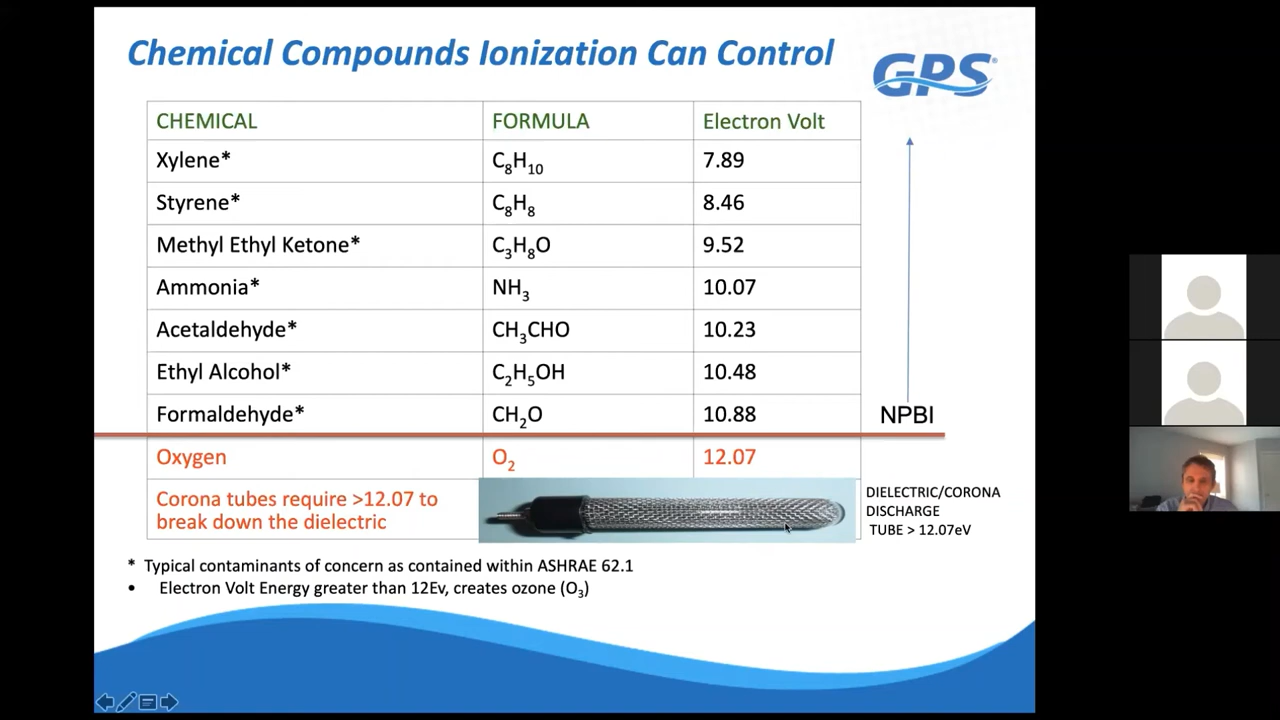 Chemical Compounds Ionization Can Control
GPS®
CHEMICAL FORMULA Electron Volt
Xylene* C₈H₁₀ 7.89
Styrene* C₈H₈ 8.46
Methyl Ethyl Ketone* C₃H₈O 9.52
Ammonia* NH₃ 10.07
Acetaldehyde* CH₃CHO 10.23
Ethyl Alcohol* C₂H₅OH 10.48
Formaldehyde* CH₂O 10.88
NPBI
Oxygen O₂ 12.07
Corona tubes require >12.07 to
break down the dielectric
DIELECTRIC/CORONA
DISCHARGE
TUBE > 12.07eV
* Typical contaminants of concern as contained within ASHRAE 62.1
• Electron Volt Energy greater than 12Ev, creates ozone (O₃)